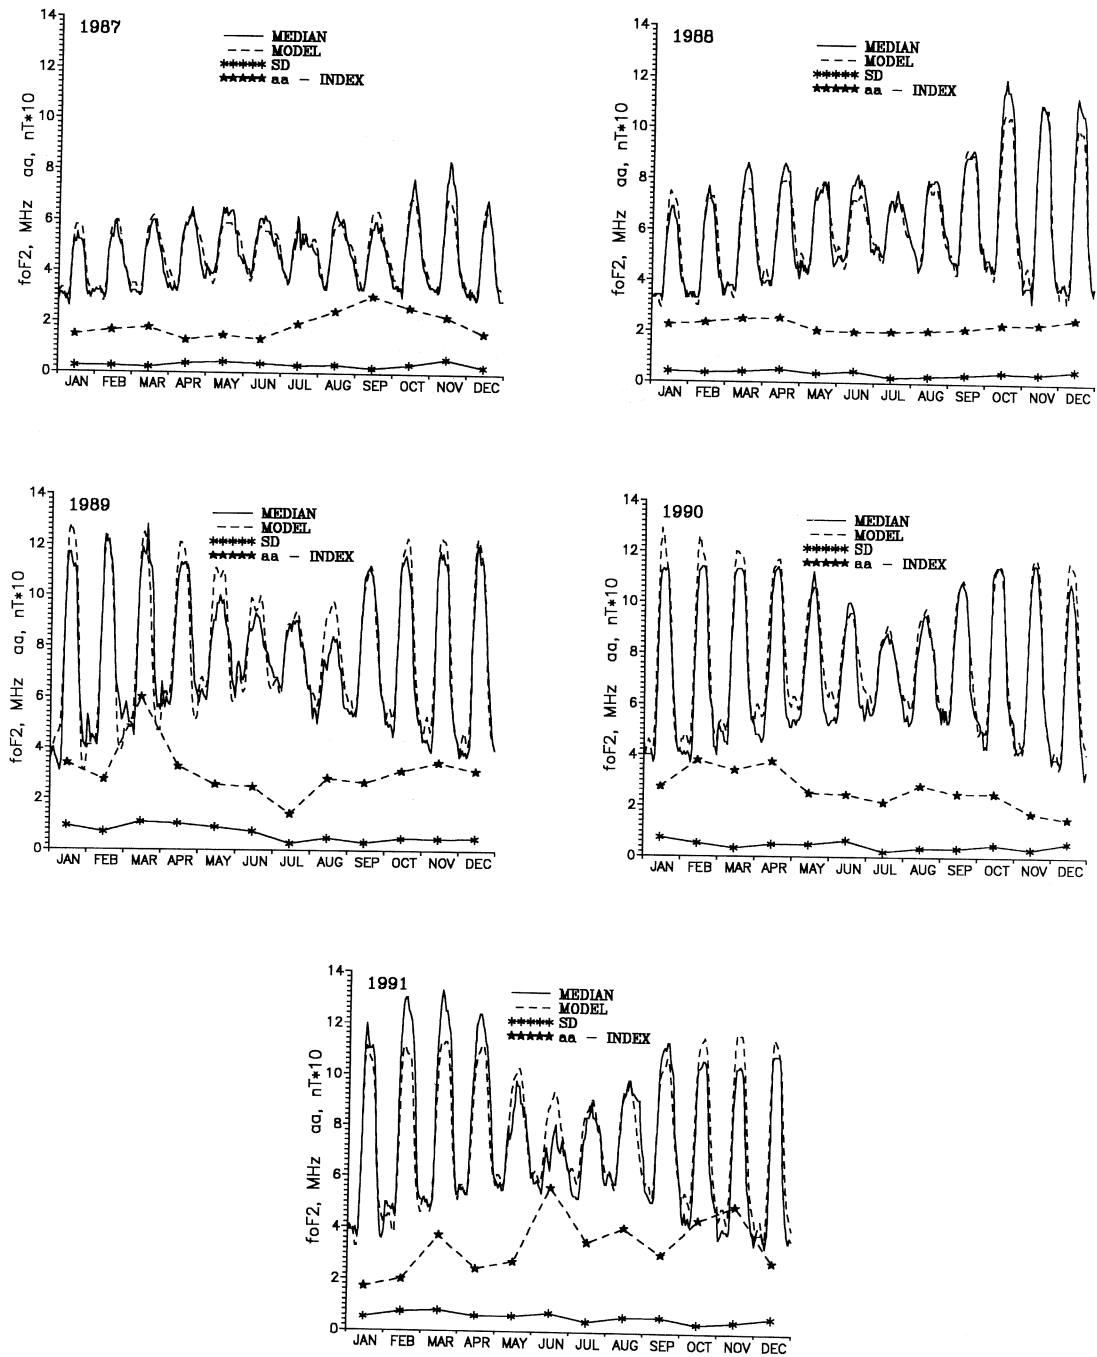 14
12
10
8
6
4
2
0
foF2, MHz aa, nT*10
1987
MEDIAN
MODEL
SD
aa - INDEX
JAN FEB MAR APR MAY JUN JUL AUG SEP OCT NOV DEC
14
12
10
8
6
4
2
0
foF2, MHz aa, nT*10
1988
MEDIAN
MODEL
SD
aa - INDEX
JAN FEB MAR APR MAY JUN JUL AUG SEP OCT NOV DEC
14
12
10
8
6
4
2
0
foF2, MHz aa, nT*10
1989
MEDIAN
MODEL
SD
aa - INDEX
JAN FEB MAR APR MAY JUN JUL AUG SEP OCT NOV DEC
14
12
10
8
6
4
2
0
foF2, MHz aa, nT*10
1990
MEDIAN
MODEL
SD
aa - INDEX
JAN FEB MAR APR MAY JUN JUL AUG SEP OCT NOV DEC
14
12
10
8
6
4
2
0
foF2, MHz aa, nT*10
1991
MEDIAN
MODEL
SD
aa - INDEX
JAN FEB MAR APR MAY JUN JUL AUG SEP OCT NOV DEC